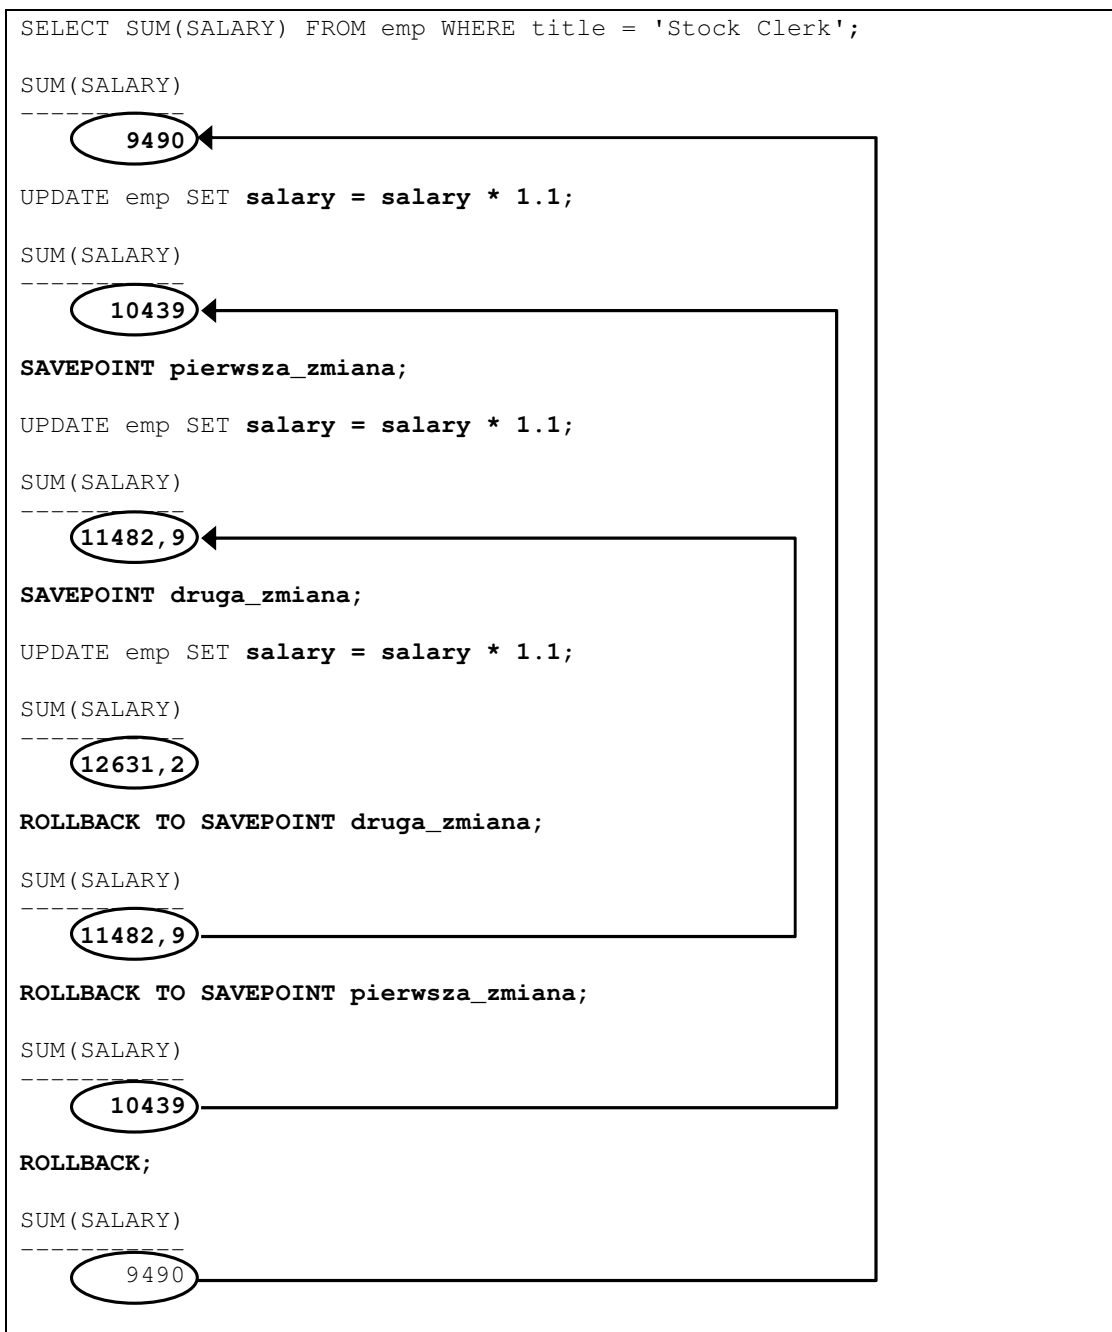 SELECT SUM(SALARY) FROM emp WHERE title = 'Stock Clerk';
SUM(SALARY)
-----------
9490
UPDATE emp SET salary = salary * 1.1;
SUM(SALARY)
-----------
10439
SAVEPOINT pierwsza_zmiana;
UPDATE emp SET salary = salary * 1.1;
SUM(SALARY)
-----------
11482,9
SAVEPOINT druga_zmiana;
UPDATE emp SET salary = salary * 1.1;
SUM(SALARY)
-----------
12631,2
ROLLBACK TO SAVEPOINT druga_zmiana;
SUM(SALARY)
-----------
11482,9
ROLLBACK TO SAVEPOINT pierwsza_zmiana;
SUM(SALARY)
-----------
10439
ROLLBACK;
SUM(SALARY)
-----------
9490